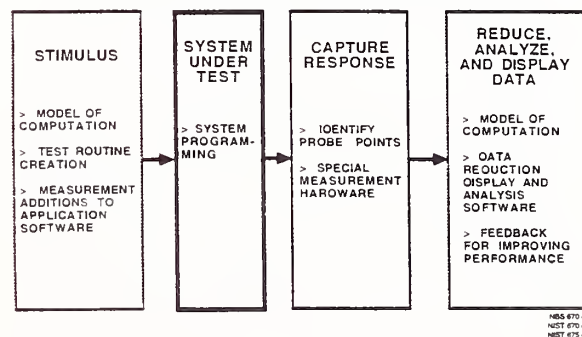 STIMULUS
> MODEL OF
COMPUTATION
> TEST ROUTINE
CREATION
> MEASUREMENT
ADDITIONS TO
APPLICATION
SOFTWARE
SYSTEM
UNDER
TEST
> SYSTEM
PROGRAM-
MING
CAPTURE
RESPONSE
> IDENTIFY
PROBE POINTS
> SPECIAL
MEASUREMENT
HARDWARE
REDUCE,
ANALYZE,
AND DISPLAY
DATA
> MODEL OF
COMPUTATION
> DATA
REDUCTION
DISPLAY AND
ANALYSIS
SOFTWARE
> FEEDBACK
FOR IMPROVING
PERFORMANCE
NBS 670
NIST 670
NIST 675